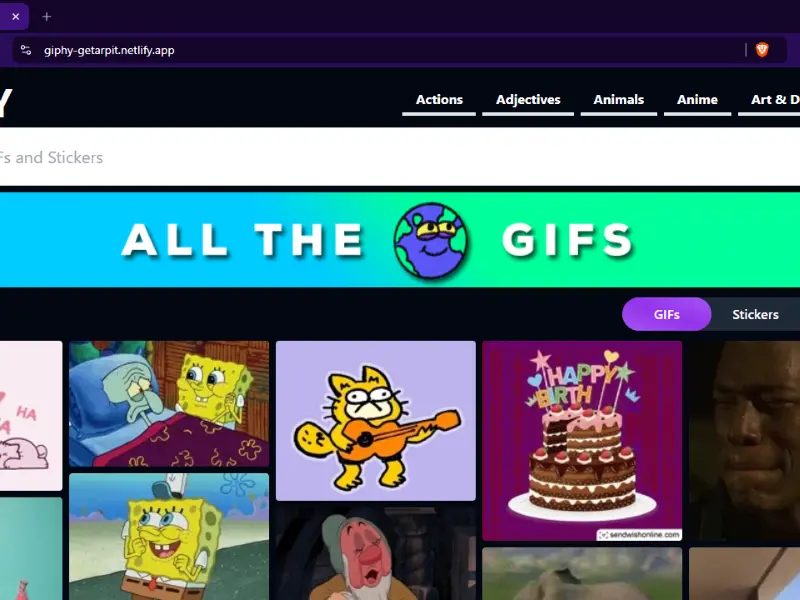 giphy-getarpit.netlify.app
Y
Actions Adjectives Animals Anime Art & D
Fs and Stickers
ALL THE GIFS
GIFs Stickers
HA
HAPPY
BIRTH
sendwishonline.com